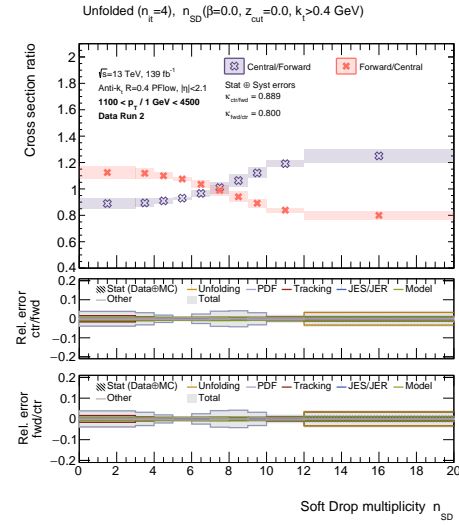 Unfolded (n_it=4), n_SD(β=0.0, z_cut=0.0, k_t>0.4 GeV)
Cross section ratio
2.2
2
1.8
1.6
1.4
1.2
1
0.8
0.6
0.4
√s=13 TeV, 139 fb⁻¹
Anti-k_t R=0.4 PFlow, |η|<2.1
1100 < p_T / 1 GeV < 4500
Data Run 2
Central/Forward
Forward/Central
Stat ⊕ Syst errors
κ_ctr/fwd = 0.889
κ_fwd/ctr = 0.800
Rel. error
ctr/fwd
0.2
0.1
0
−0.1
−0.2
Stat (Data⊕MC) Unfolding PDF Tracking JES/JER Model
Other Total
Rel. error
fwd/ctr
0.2
0.1
0
−0.1
−0.2
Stat (Data⊕MC) Unfolding PDF Tracking JES/JER Model
Other Total
0 2 4 6 8 10 12 14 16 18 20
Soft Drop multiplicity n_SD